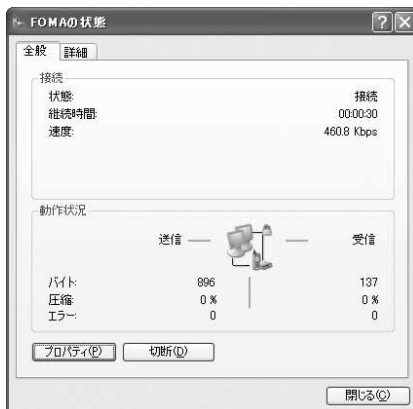 FOMAの状態
全般 詳細
接続
状態: 接続
継続時間: 00:00:30
速度: 460.8 Kbps
動作状況
送信 受信
バイト: 896 137
圧縮: 0 % 0 %
エラー: 0 0
プロパティ(P) 切断(D)
閉じる(C)